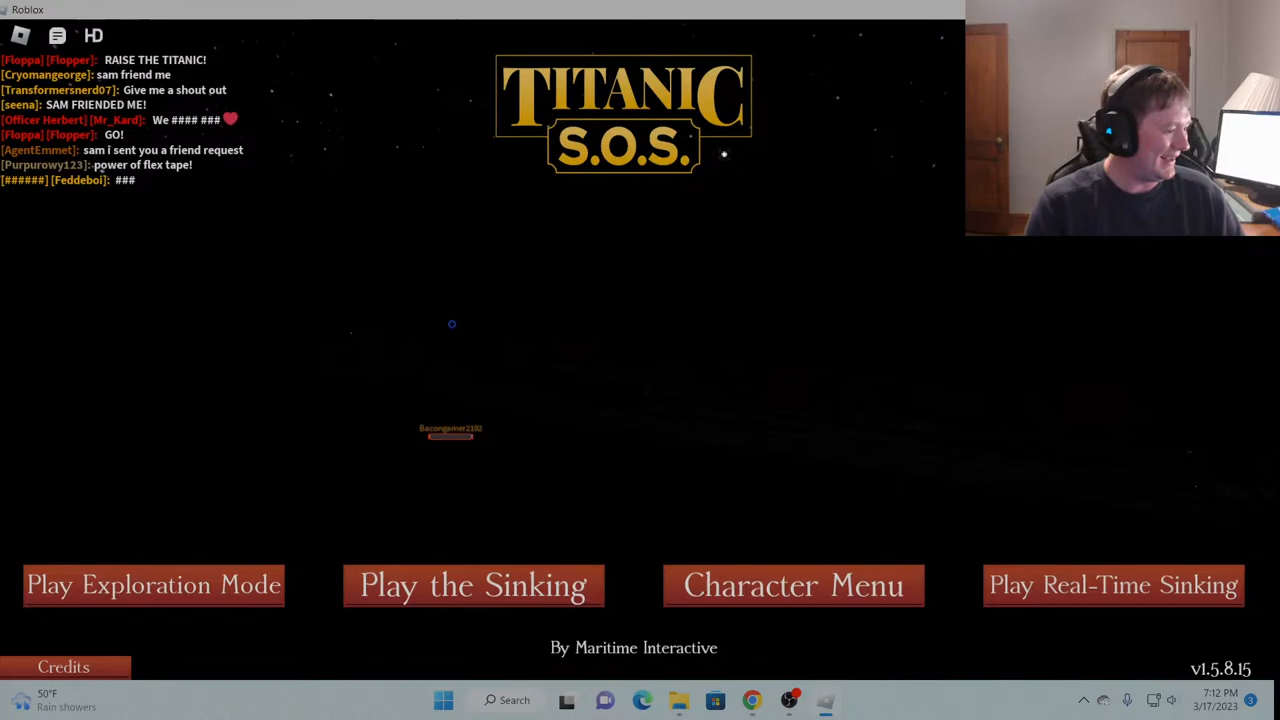 Roblox
HD
[Floppa] [Flopper]: RAISE THE TITANIC!
[Cryomangeorge]: sam friend me
[Transformersnerd07]: Give me a shout out
[seena]: SAM FRIENDED ME!
[Officer Herbert] [Mr_Kard]: We #### ### ❤
[Floppa] [Flopper]: GO!
[AgentEmmet]: sam i sent you a friend request
[Purpurowy123]: power of flex tape!
[######] [Feddeboi]: ###
TITANIC
S.O.S.
Bacongamer2192
Play Exploration Mode
Play the Sinking
Character Menu
Play Real-Time Sinking
By Maritime Interactive
Credits
v1.5.8.15
50°F
Rain showers
Search
7:12 PM
3/17/2023
3